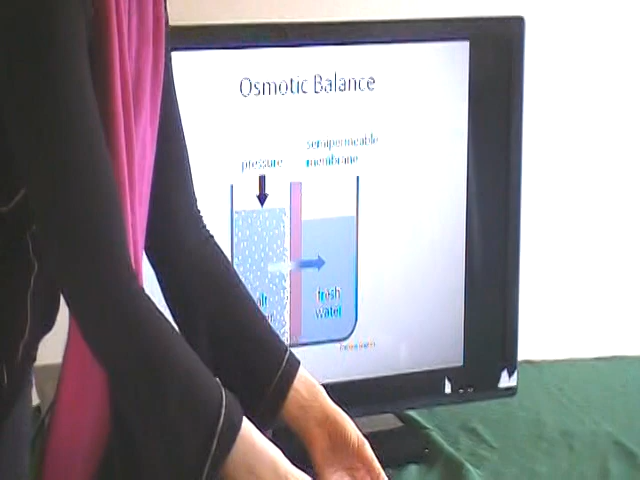 Osmotic Balance
semipermeable
membrane
pressure
fresh
water